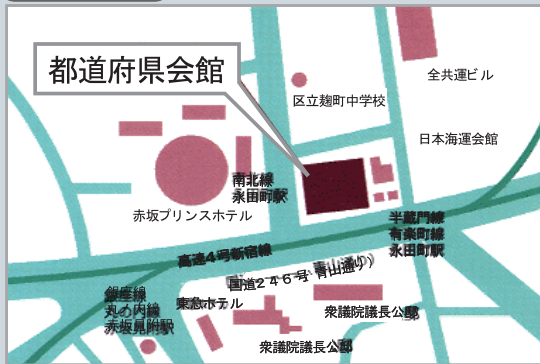 都道府県会館
全共運ビル
区立麹町中学校
日本海運会館
南北線
永田町駅
赤坂プリンスホテル
半蔵門線
有楽町線
永田町駅
高速4号新宿線
国道246号(青山通り)
銀座線
丸ノ内線
赤坂見附駅
東急ホテル
衆議院議長公邸
衆議院議長公邸